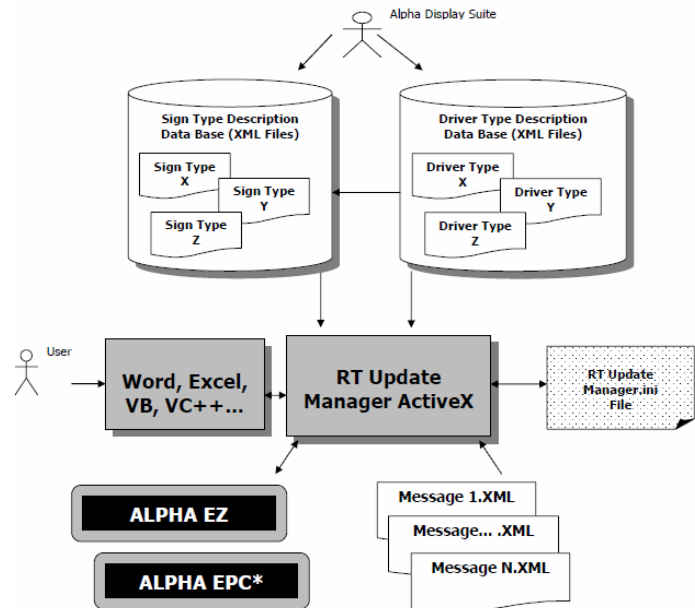 Alpha Display Suite
Sign Type Description
Data Base (XML Files)
Sign Type
X
Sign Type
Y
Sign Type
Z
Driver Type Description
Data Base (XML Files)
Driver Type
X
Driver Type
Y
Driver Type
Z
User
Word, Excel,
VB, VC++...
RT Update
Manager ActiveX
RT Update
Manager.ini
File
ALPHA EZ
ALPHA EPC*
Message 1.XML
Message... .XML
Message N.XML